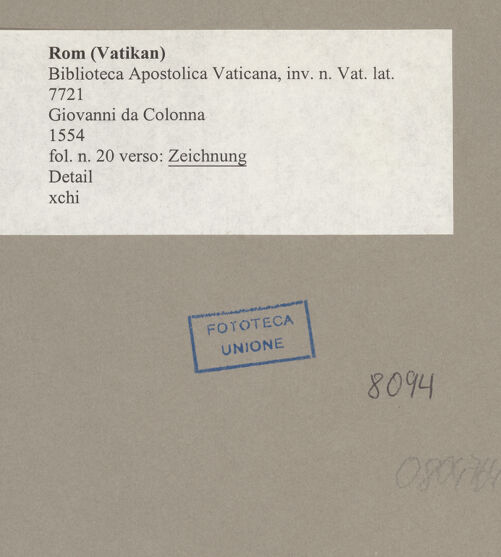 Rom (Vatikan)
Biblioteca Apostolica Vaticana, inv. n. Vat. lat.
7721
Giovanni da Colonna
1554
fol. n. 20 verso: Zeichnung
Detail
xchi
FOTOTECA
UNIONE
8094